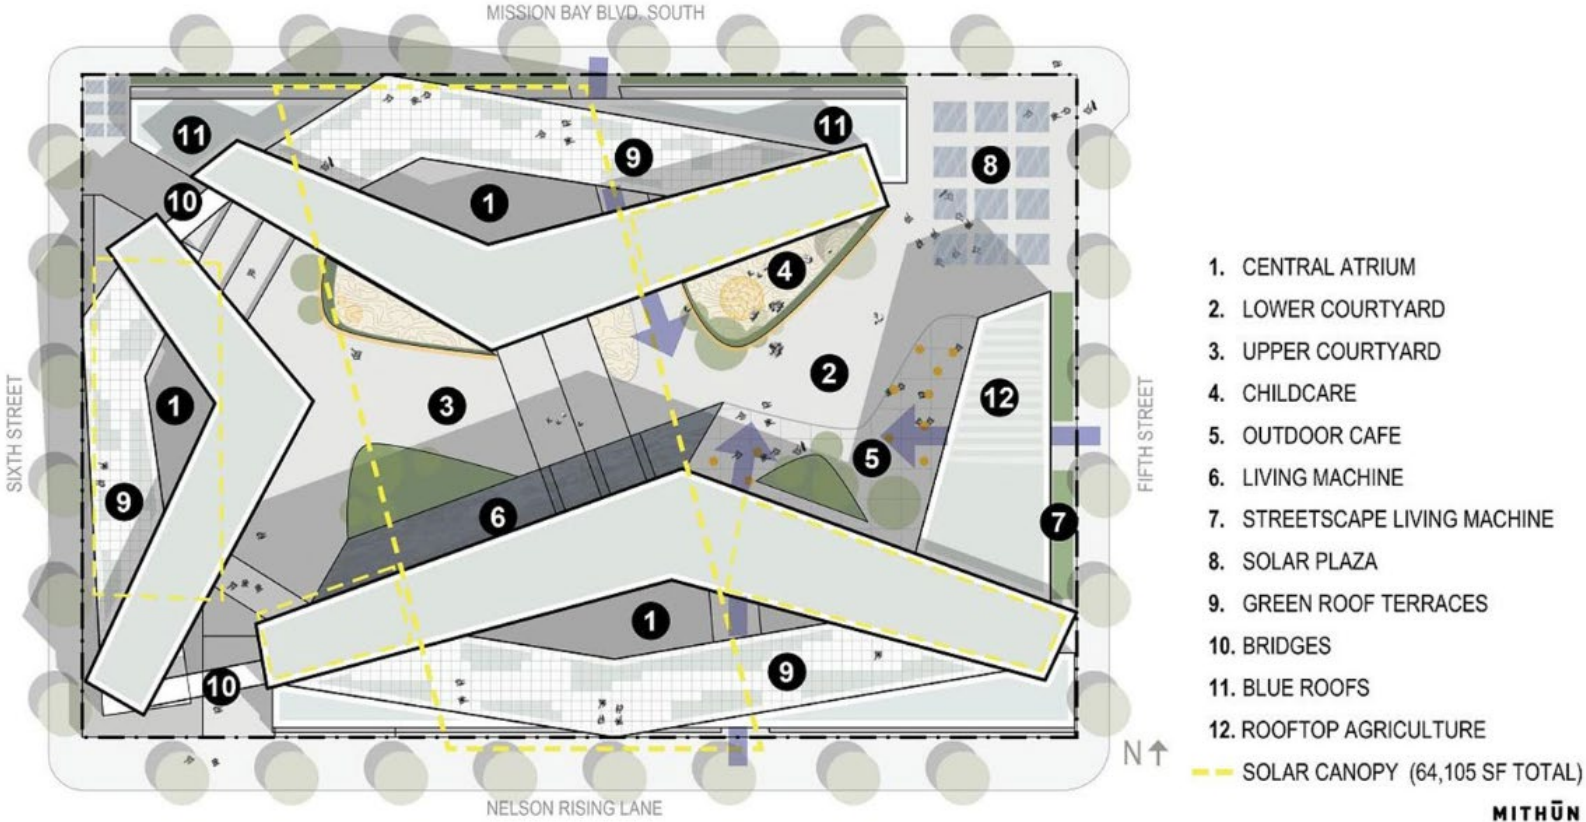 MISSION BAY BLVD. SOUTH
11
11
9
8
10
1
4
2
3
1
12
5
9
6
7
1
9
10
SIXTH STREET
FIFTH STREET
NELSON RISING LANE
N
1. CENTRAL ATRIUM
2. LOWER COURTYARD
3. UPPER COURTYARD
4. CHILDCARE
5. OUTDOOR CAFE
6. LIVING MACHINE
7. STREETSCAPE LIVING MACHINE
8. SOLAR PLAZA
9. GREEN ROOF TERRACES
10. BRIDGES
11. BLUE ROOFS
12. ROOFTOP AGRICULTURE
SOLAR CANOPY (64,105 SF TOTAL)
MITHŪN